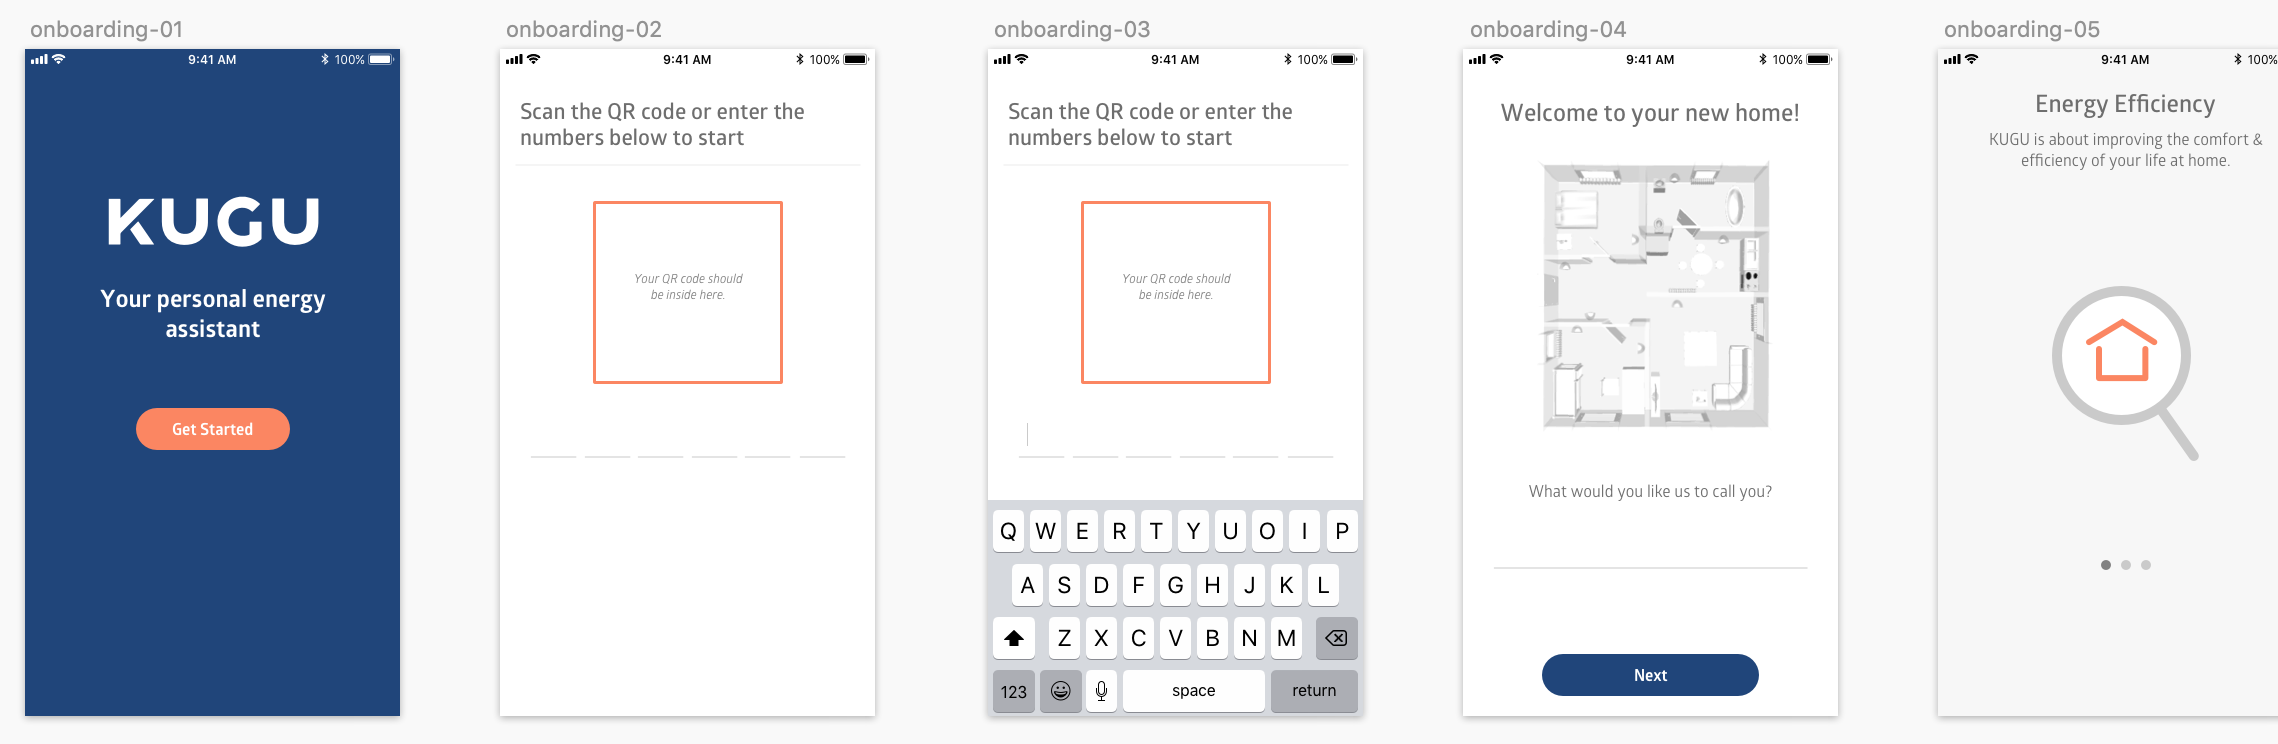 onboarding-01
9:41 AM
100%
KUGU
Your personal energy
assistant
Get Started
onboarding-02
9:41 AM
100%
Scan the QR code or enter the
numbers below to start
Your QR code should
be inside here.
onboarding-03
9:41 AM
100%
Scan the QR code or enter the
numbers below to start
Your QR code should
be inside here.
Q W E R T Y U O I P
A S D F G H J K L
Z X C V B N M
123 space return
onboarding-04
9:41 AM
100%
Welcome to your new home!
What would you like us to call you?
Next
onboarding-05
9:41 AM
100%
Energy Efficiency
KUGU is about improving the comfort &
efficiency of your life at home.